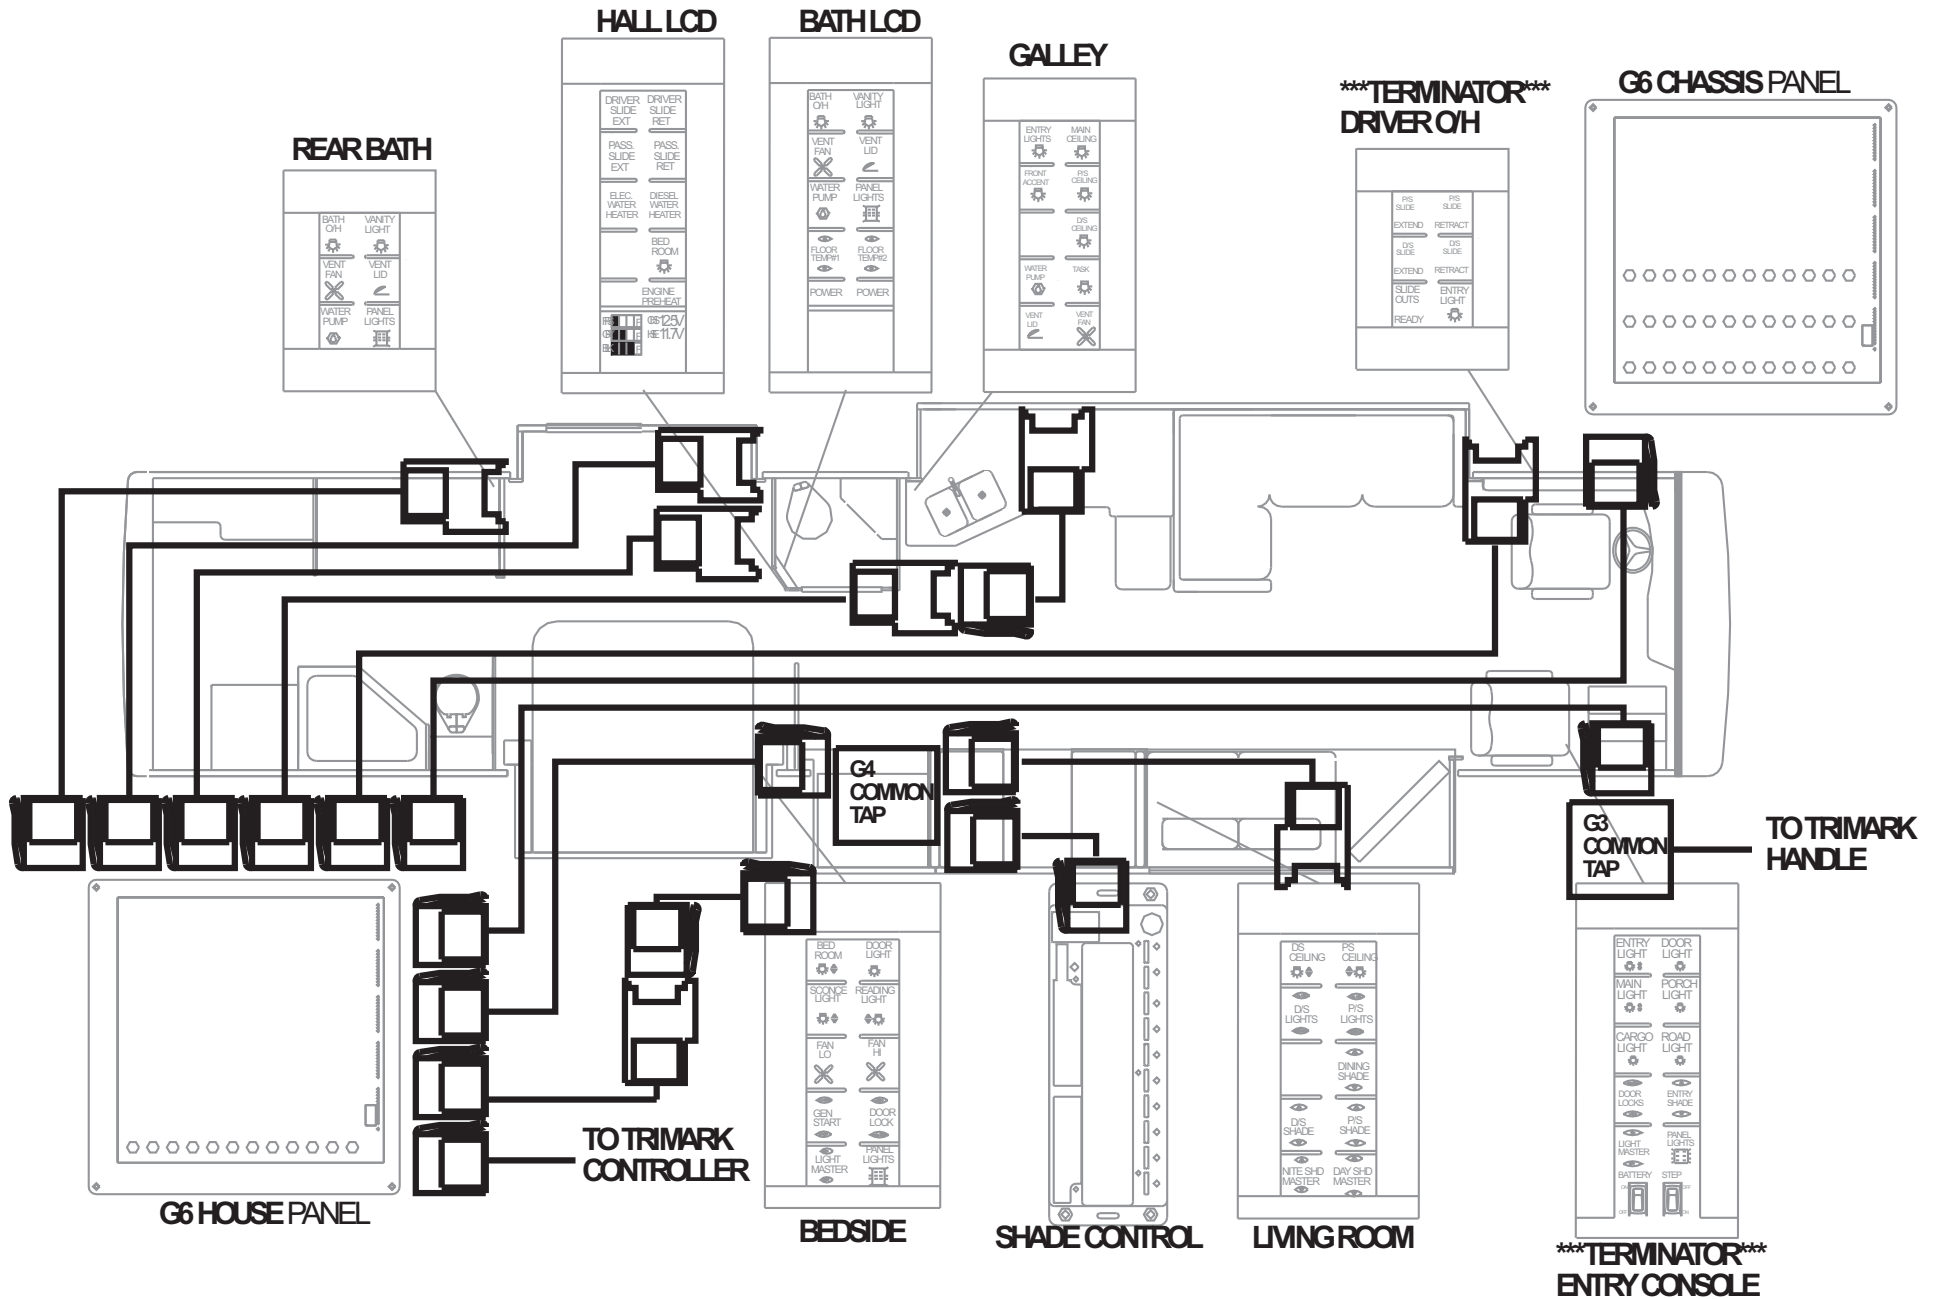 HALL LCD
BATH LCD
GALLEY
***TERMINATOR***
DRIVER O/H
G6 CHASSIS PANEL
REAR BATH
BATH O/H
VANITY LIGHT
VENT FAN
VENT LID
WATER PUMP
PANEL LIGHTS
DRIVER SLIDE EXT
DRIVER SLIDE RET
PASS. SLIDE EXT
PASS. SLIDE RET
ELEC. WATER HEATER
DIESEL WATER HEATER
BED ROOM
ENGINE PREHEAT
12.5V
11.7V
BATH O/H
VANITY LIGHT
VENT FAN
VENT LID
WATER PUMP
PANEL LIGHTS
FLOOR TEMP#1
FLOOR TEMP#2
POWER
POWER
ENTRY LIGHTS
MAIN CEILING
FRONT ACCENT
P/S CEILING
D/S CEILING
WATER PUMP
TASK
VENT LID
VENT FAN
P/S SLIDE EXTEND
P/S SLIDE RETRACT
D/S SLIDE EXTEND
D/S SLIDE RETRACT
SLIDE OUTS READY
ENTRY LIGHT
G4
COMMON
TAP
G3
COMMON
TAP
TO TRIMARK
HANDLE
TO TRIMARK
CONTROLLER
G6 HOUSE PANEL
BED ROOM
DOOR LIGHT
SCONCE LIGHT
READING LIGHT
FAN LO
FAN HI
GEN START
DOOR LOCK
LIGHT MASTER
PANEL LIGHTS
BEDSIDE
SHADE CONTROL
DS CEILING
PS CEILING
D/S LIGHTS
P/S LIGHTS
DINING SHADE
D/S SHADE
P/S SHADE
NITE SHD MASTER
DAY SHD MASTER
LIVING ROOM
ENTRY LIGHT
DOOR LIGHT
MAIN LIGHT
PORCH LIGHT
CARGO LIGHT
ROAD LIGHT
DOOR LOCKS
ENTRY SHADE
LIGHT MASTER
PANEL LIGHTS
BATTERY
STEP
***TERMINATOR***
ENTRY CONSOLE